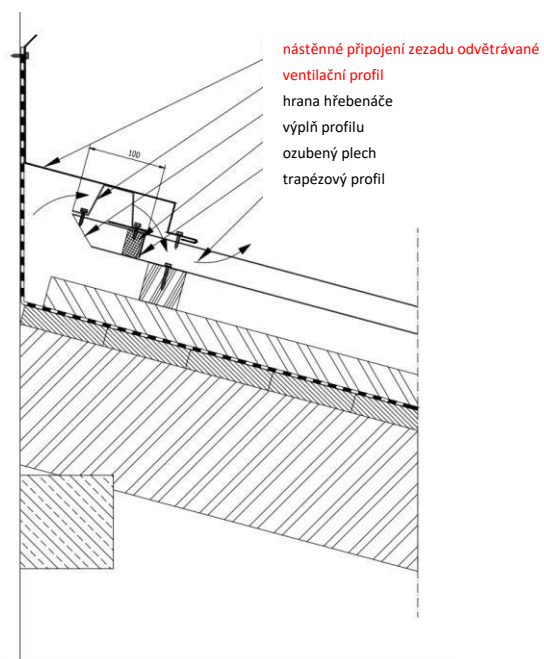 nástěnné připojení zezadu odvětrávané
ventilační profil
hrana hřebenáče
výplň profilu
ozubený plech
trapézový profil
100